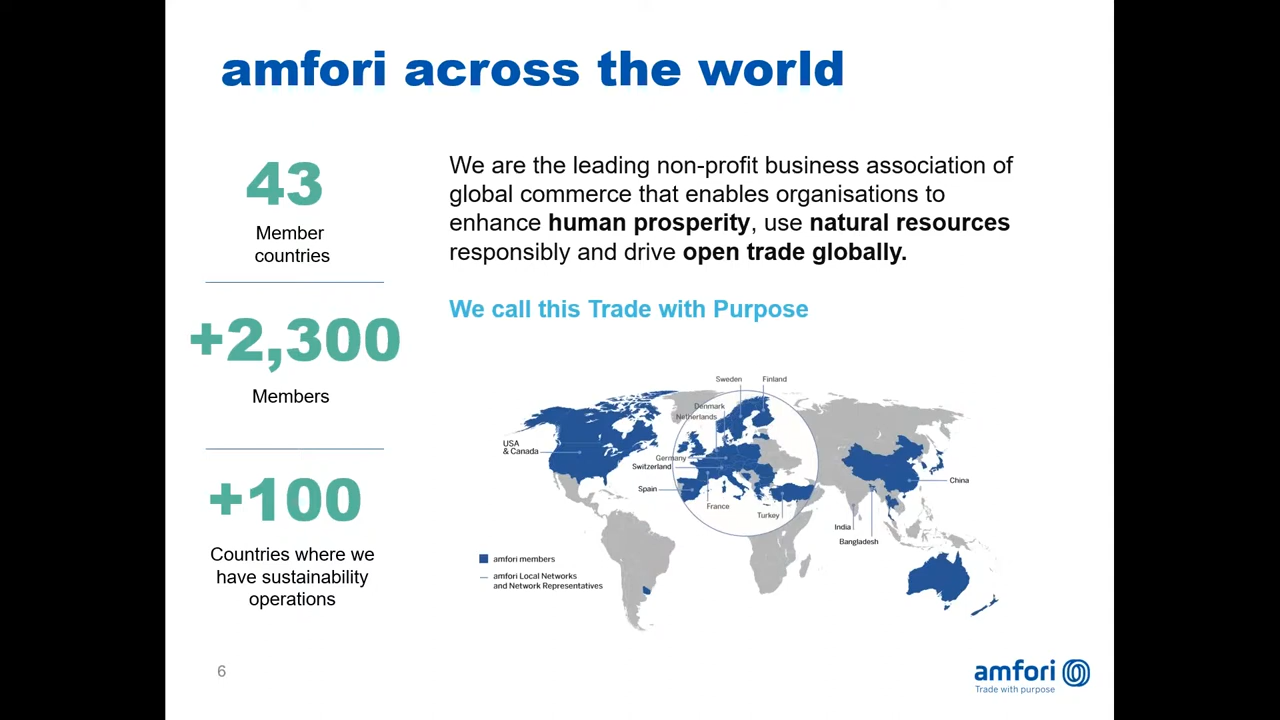 amfori across the world
43
Member
countries
+2,300
Members
+100
Countries where we
have sustainability
operations
We are the leading non-profit business association of
global commerce that enables organisations to
enhance human prosperity, use natural resources
responsibly and drive open trade globally.
We call this Trade with Purpose
Sweden
Finland
Denmark
Netherlands
USA
& Canada
Germany
Switzerland
Spain
France
Turkey
China
India
Bangladesh
amfori members
amfori Local Networks
and Network Representatives
6
amfori
Trade with purpose